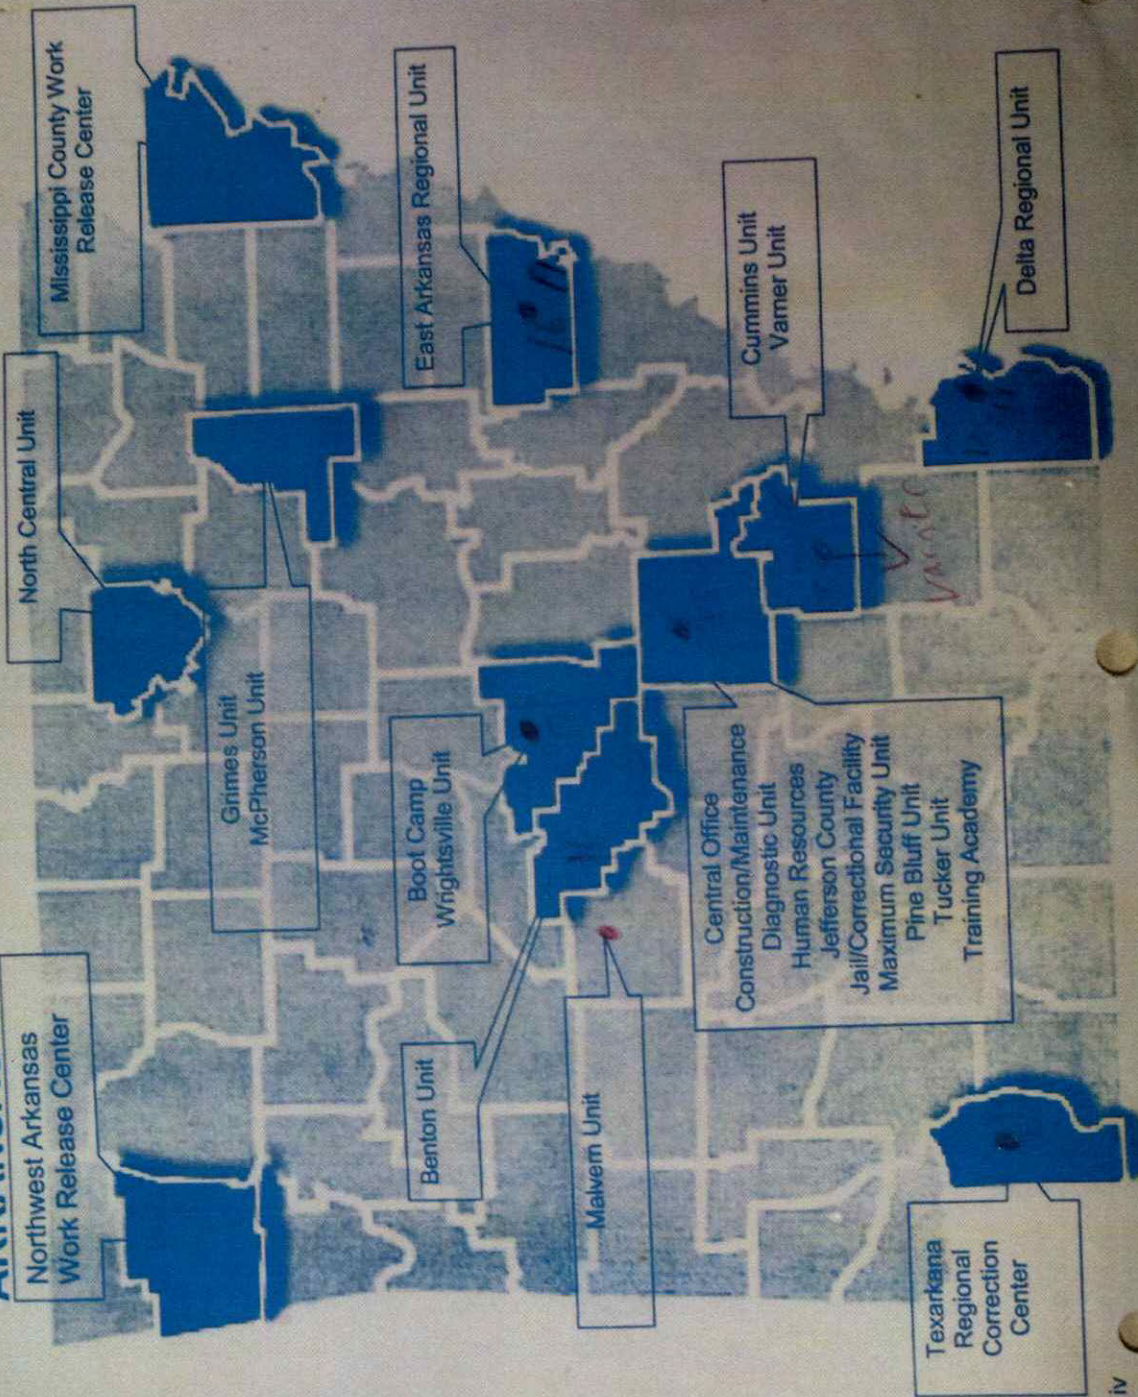 Northwest Arkansas
Work Release Center
North Central Unit
Mississippi County Work
Release Center
Grimes Unit
McPherson Unit
East Arkansas Regional Unit
Boot Camp
Wrightsville Unit
Benton Unit
Malvern Unit
Cummins Unit
Varner Unit
Central Office
Construction/Maintenance
Diagnostic Unit
Human Resources
Jefferson County
Jail/Correctional Facility
Maximum Security Unit
Pine Bluff Unit
Tucker Unit
Training Academy
Varner
Delta Regional Unit
Texarkana
Regional
Correction
Center
iv